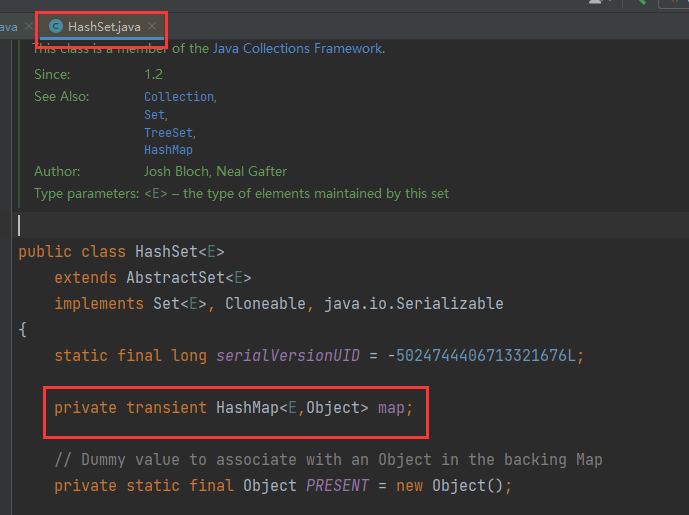 ava
HashSet.java
This class is a member of the Java Collections Framework.
Since: 1.2
See Also: Collection,
Set,
TreeSet,
HashMap
Author: Josh Bloch, Neal Gafter
Type parameters: <E> – the type of elements maintained by this set
public class HashSet<E>
extends AbstractSet<E>
implements Set<E>, Cloneable, java.io.Serializable
{
static final long serialVersionUID = -5024744406713321676L;
private transient HashMap<E,Object> map;
// Dummy value to associate with an Object in the backing Map
private static final Object PRESENT = new Object();